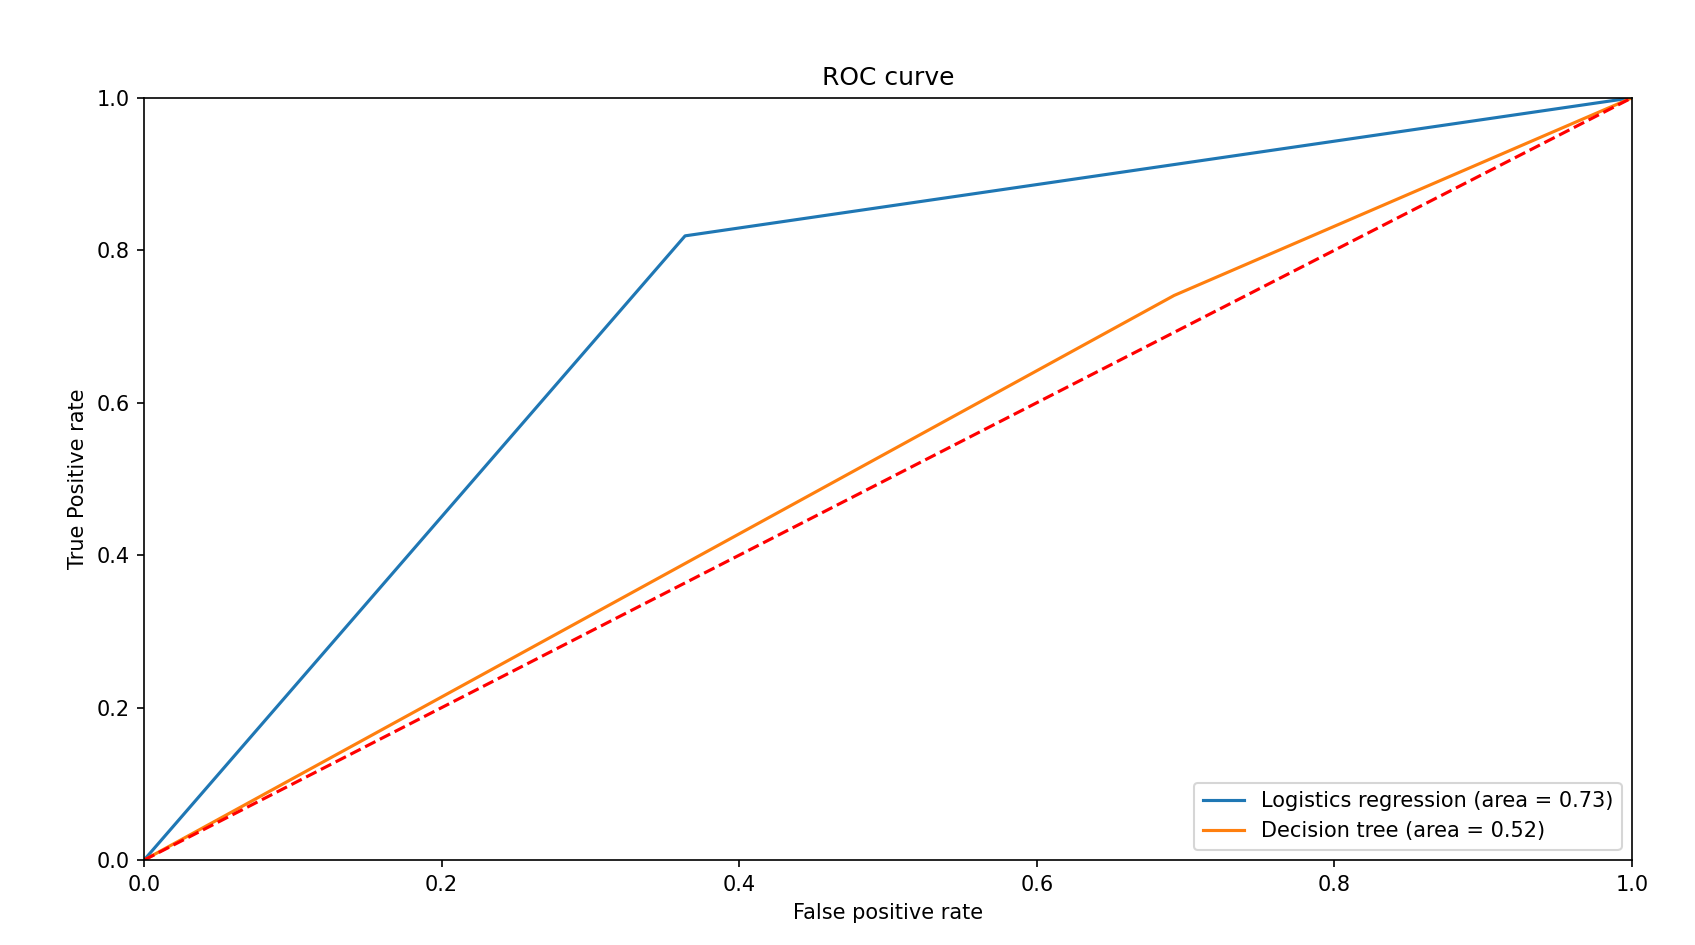 ROC curve
1.0
0.8
0.6
0.4
0.2
0.0
True Positive rate
Logistics regression (area = 0.73)
Decision tree (area = 0.52)
0.0 0.2 0.4 0.6 0.8 1.0
False positive rate